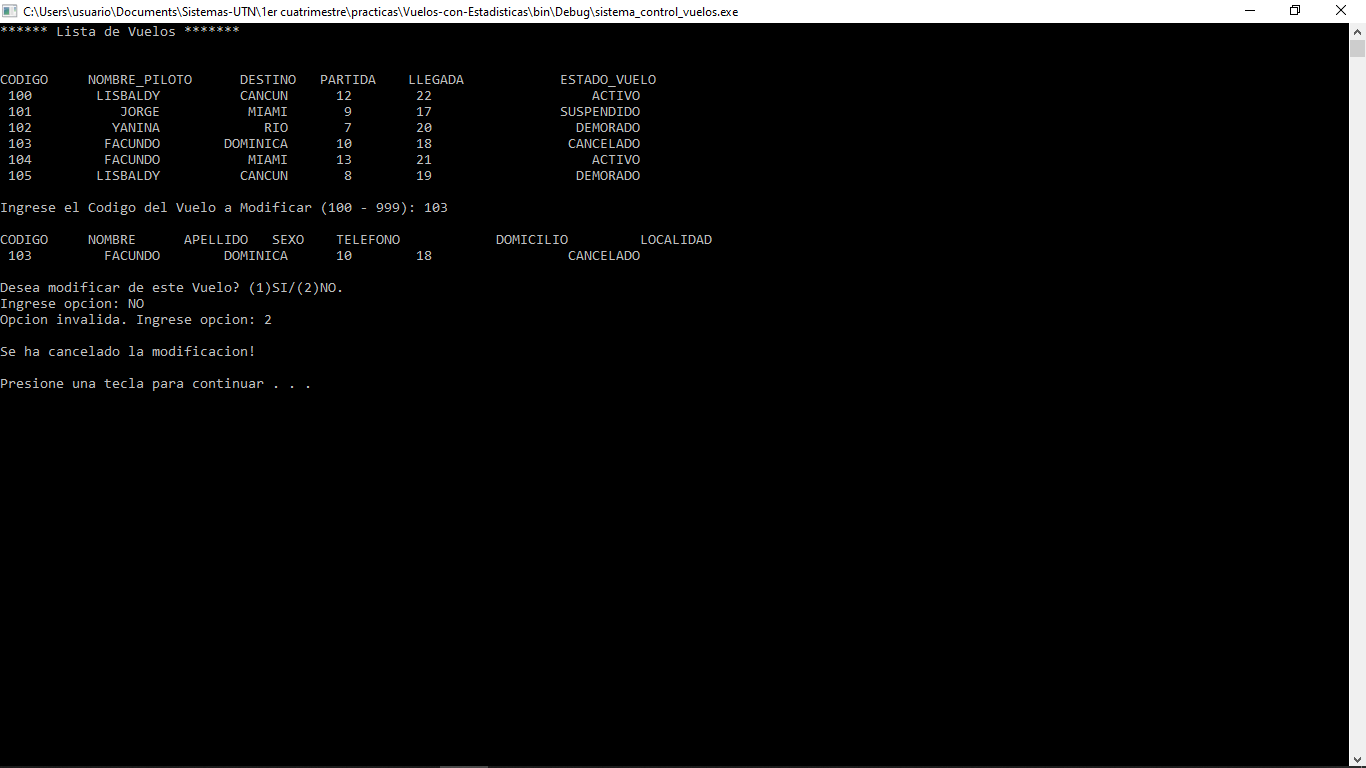 C:\Users\usuario\Documents\Sistemas-UTN\1er cuatrimestre\practicas\Vuelos-con-Estadisticas\bin\Debug\sistema_control_vuelos.exe
****** Lista de Vuelos *******
CODIGO     NOMBRE_PILOTO      DESTINO   PARTIDA    LLEGADA            ESTADO_VUELO
 100        LISBALDY          CANCUN      12        22                    ACTIVO
 101           JORGE           MIAMI       9        17                SUSPENDIDO
 102          YANINA             RIO       7        20                  DEMORADO
 103         FACUNDO        DOMINICA      10        18                 CANCELADO
 104         FACUNDO           MIAMI      13        21                    ACTIVO
 105        LISBALDY          CANCUN       8        19                  DEMORADO
Ingrese el Codigo del Vuelo a Modificar (100 - 999): 103
CODIGO     NOMBRE      APELLIDO   SEXO    TELEFONO            DOMICILIO         LOCALIDAD
 103         FACUNDO        DOMINICA      10        18                 CANCELADO
Desea modificar de este Vuelo? (1)SI/(2)NO.
Ingrese opcion: NO
Opcion invalida. Ingrese opcion: 2
Se ha cancelado la modificacion!
Presione una tecla para continuar . . .